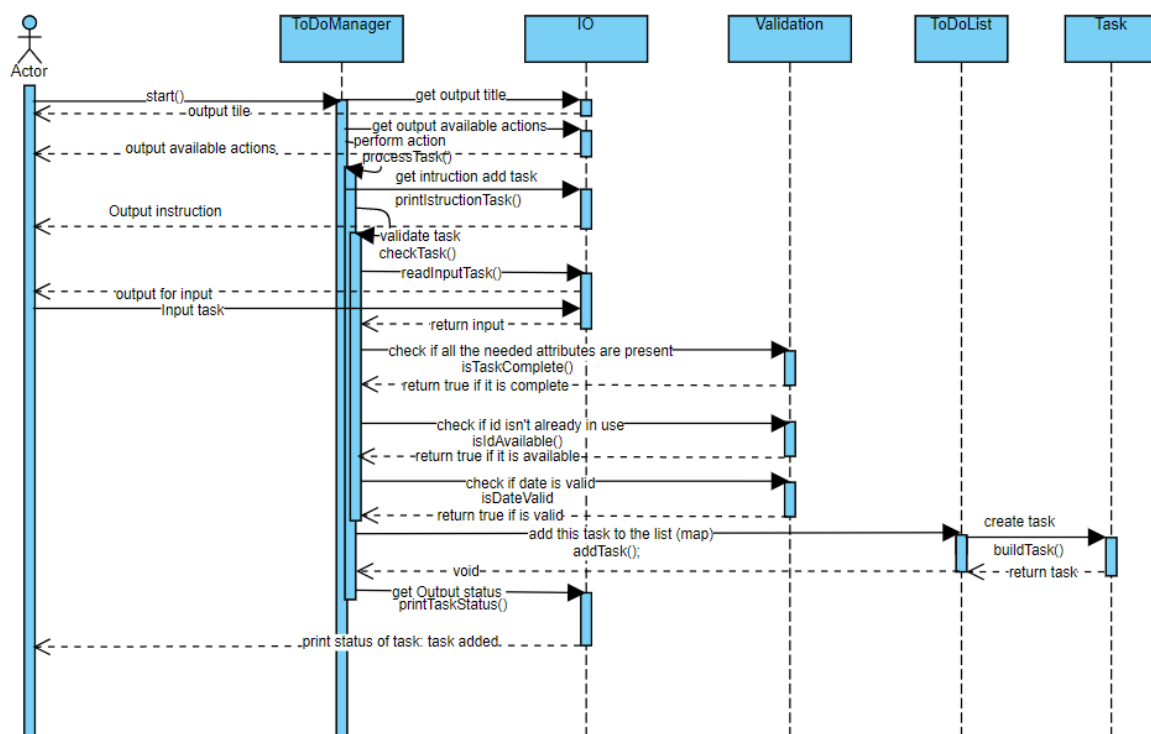 ToDoManager
IO
Validation
ToDoList
Task
Actor
start()
get output title
output tile
get output available actions
perform action
output available actions
processTask()
get intruction add task
printIstructionTask()
Output instruction
validate task
checkTask()
readInputTask()
output for input
Input task
return input
check if all the needed attributes are present
isTaskComplete()
return true if it is complete
check if id isn't already in use
isIdAvailable()
return true if it is available
check if date is valid
isDateValid
return true if is valid
create task
add this task to the list (map)
addTask();
buildTask()
void
return task
get Output status
printTaskStatus()
print status of task: task added